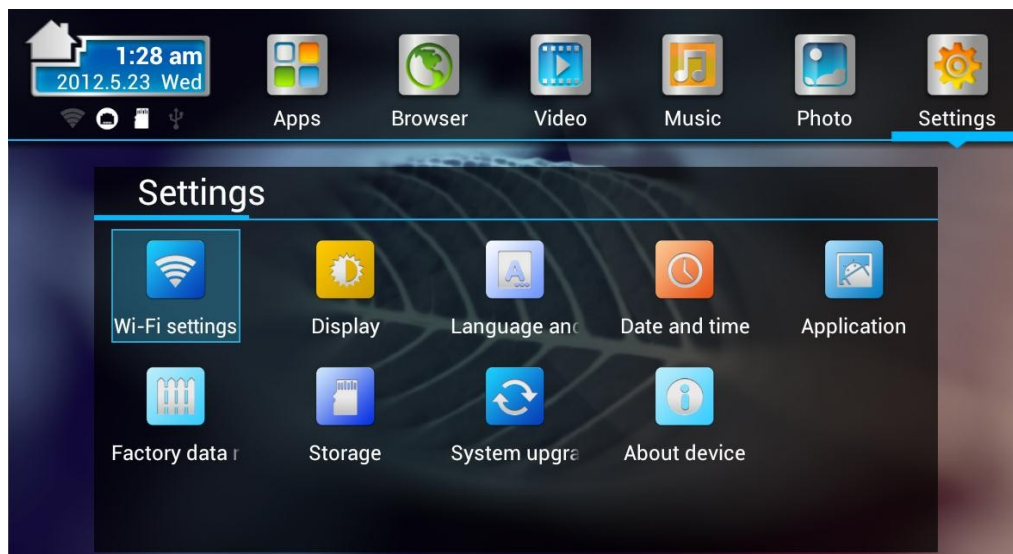 1:28 am
2012.5.23 Wed
Apps Browser Video Music Photo Settings
Settings
Wi-Fi settings Display Language and Date and time Application
Factory data r Storage System upgra About device